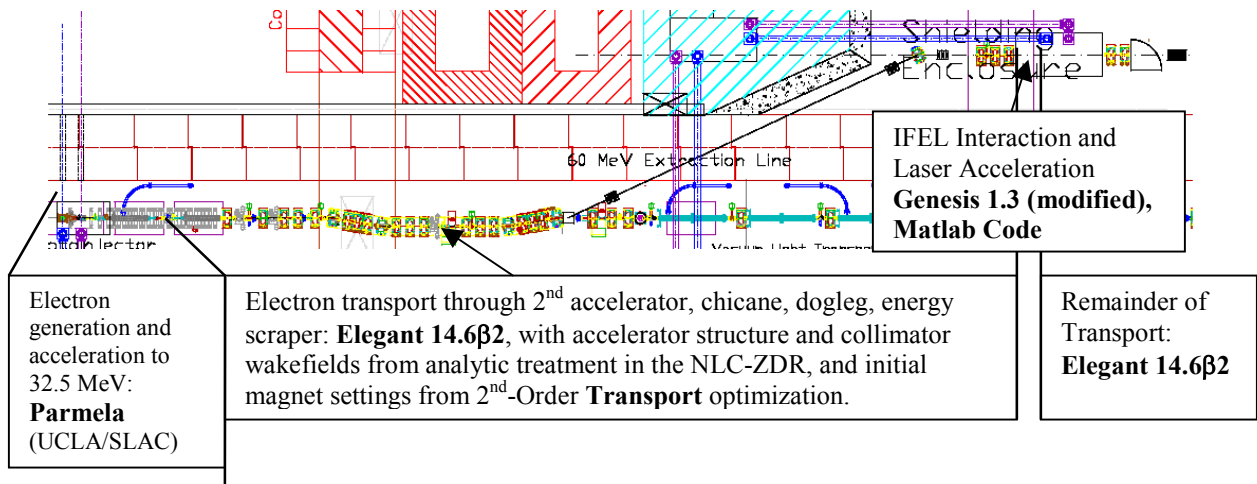 Co
Shielding
Enclosure
60 MeV Extraction Line
IFEL Interaction and
Laser Acceleration
Genesis 1.3 (modified),
Matlab Code
Electron
generation and
acceleration to
32.5 MeV:
Parmela
(UCLA/SLAC)
Electron transport through 2nd accelerator, chicane, dogleg, energy
scraper: Elegant 14.6β2, with accelerator structure and collimator
wakefields from analytic treatment in the NLC-ZDR, and initial
magnet settings from 2nd-Order Transport optimization.
Remainder of
Transport:
Elegant 14.6β2